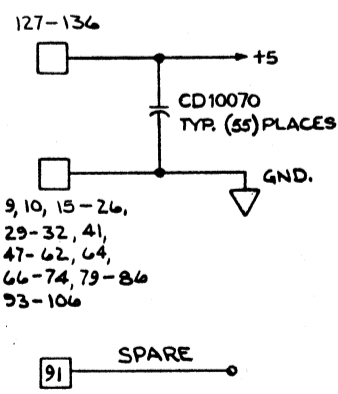 127-136
+5
CD10070
TYP. (55) PLACES
GND.
9, 10, 15-26,
29-32, 41,
47-62, 64,
66-74, 79-86
93-106
SPARE
91